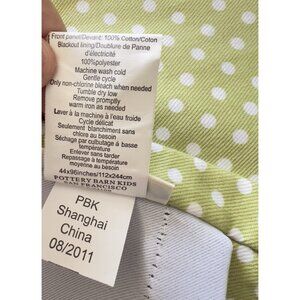 Front panel/Devant: 100% Cotton/Coton
Blackout lining/Doublure de Panne
d'électricité
100%polyester
Machine wash cold
Gentle cycle
Only non-chlorine bleach when needed
Tumble dry low
Remove promptly
warm iron as needed
Laver à la machine à l'eau froide
Cycle délicat
Seulement blanchiment sans
chlore au besoin
Séchage par culbutage à basse
température
Enlever sans tarder
Repassage à température
moyenne au besoin
44x96inches/112x244cm
POTTERY BARN KIDS
SAN FRANCISCO
PBK
Shanghai
China
08/2011